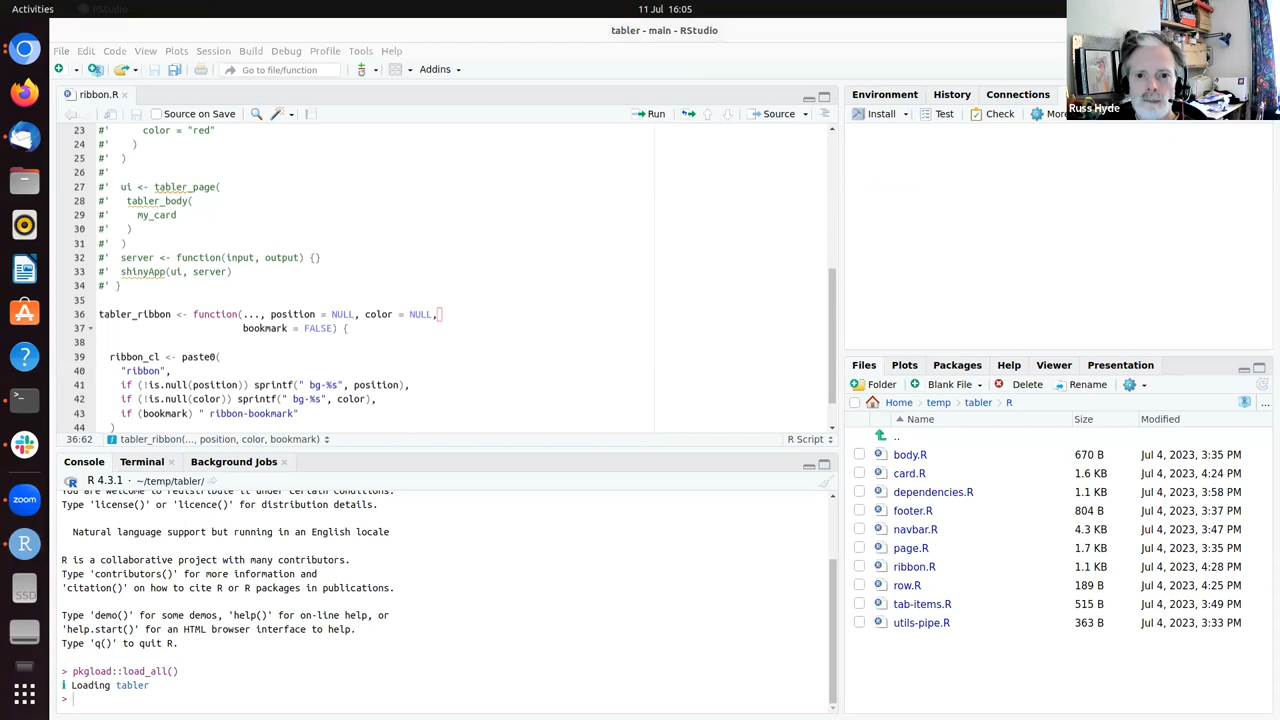 Activities
RStudio
11 Jul 16:05
tabler - main - RStudio
File Edit Code View Plots Session Build Debug Profile Tools Help
Go to file/function
Addins
ribbon.R
Source on Save
Run
Source
23 #'       color = "red"
24 #'     )
25 #'   )
26 #'
27 #'   ui <- tabler_page(
28 #'     tabler_body(
29 #'       my_card
30 #'     )
31 #'   )
32 #'   server <- function(input, output) {}
33 #'   shinyApp(ui, server)
34 #' }
35
36 tabler_ribbon <- function(..., position = NULL, color = NULL,
37                           bookmark = FALSE) {
38
39   ribbon_cl <- paste0(
40     "ribbon",
41     if (!is.null(position)) sprintf(" bg-%s", position),
42     if (!is.null(color)) sprintf(" bg-%s", color),
43     if (bookmark) " ribbon-bookmark"
44   )
36:62 tabler_ribbon(..., position, color, bookmark)
R Script
Console Terminal Background Jobs
R 4.3.1 · ~/temp/tabler/
You are welcome to redistribute it under certain conditions.
Type 'license()' or 'licence()' for distribution details.
Natural language support but running in an English locale
R is a collaborative project with many contributors.
Type 'contributors()' for more information and
'citation()' on how to cite R or R packages in publications.
Type 'demo()' for some demos, 'help()' for on-line help, or
'help.start()' for an HTML browser interface to help.
Type 'q()' to quit R.
> pkgload::load_all()
ℹ Loading tabler
>
Environment History Connections
Install Test Check More
Russ Hyde
Files Plots Packages Help Viewer Presentation
Folder Blank File Delete Rename
Home temp tabler R
...
Name Size Modified
..
body.R 670 B Jul 4, 2023, 3:35 PM
card.R 1.6 KB Jul 4, 2023, 4:24 PM
dependencies.R 1.1 KB Jul 4, 2023, 3:58 PM
footer.R 804 B Jul 4, 2023, 3:37 PM
navbar.R 4.3 KB Jul 4, 2023, 3:47 PM
page.R 1.7 KB Jul 4, 2023, 3:35 PM
ribbon.R 1.1 KB Jul 4, 2023, 4:28 PM
row.R 189 B Jul 4, 2023, 4:25 PM
tab-items.R 515 B Jul 4, 2023, 3:49 PM
utils-pipe.R 363 B Jul 4, 2023, 3:33 PM
zoom
SSD